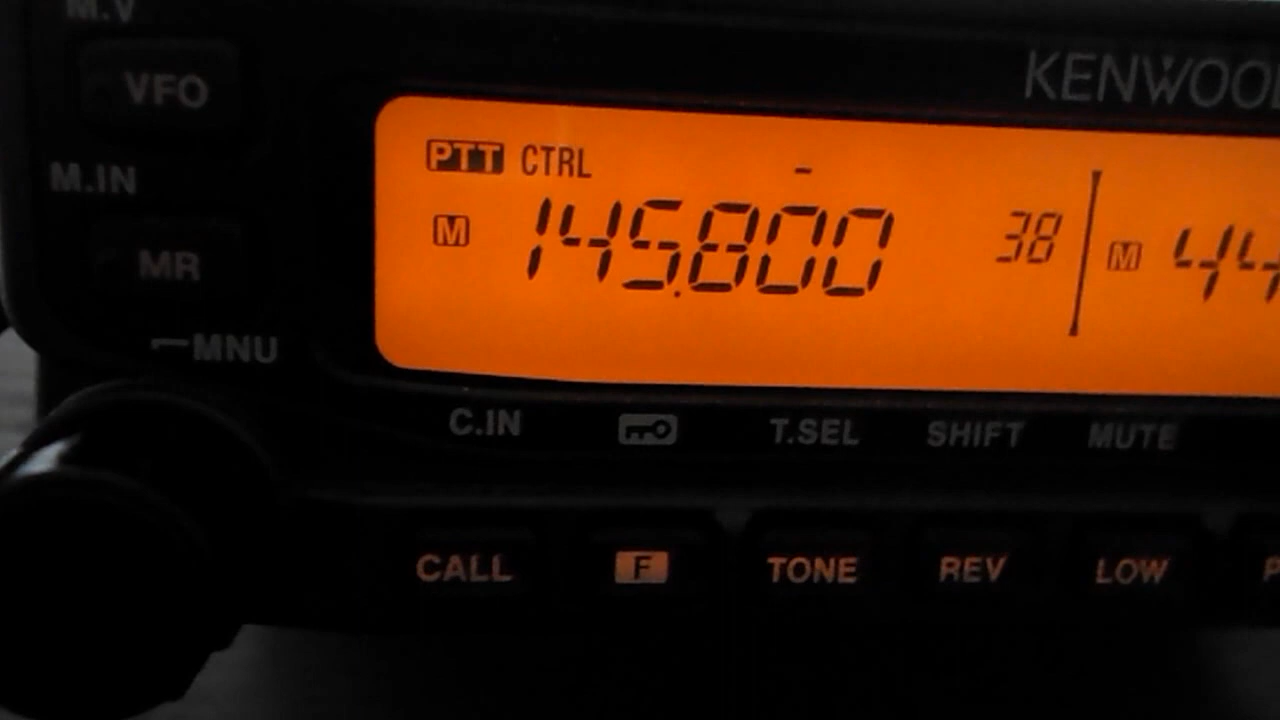 M.V
VFO
KENWOO
M.IN
PTT CTRL -
M 145.800 38 M 44
MR
MNU
C.IN T.SEL SHIFT MUTE
CALL F TONE REV LOW P